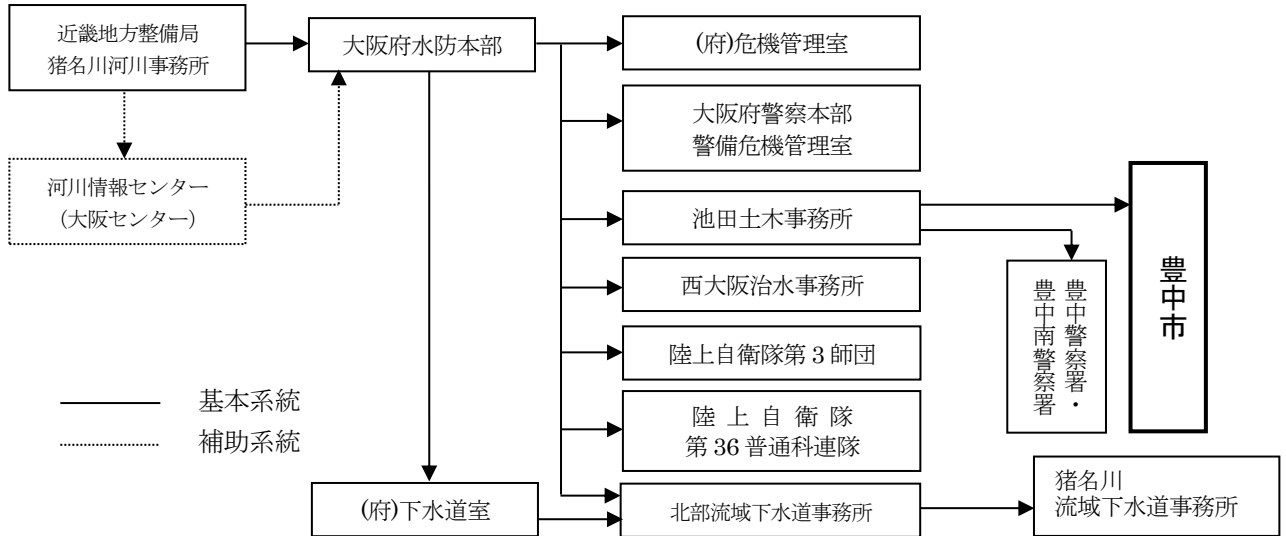 近畿地方整備局
猪名川河川事務所
大阪府水防本部
(府)危機管理室
大阪府警察本部
警備危機管理室
河川情報センター
（大阪センター）
池田土木事務所
豊中市
西大阪治水事務所
豊中警察署・
豊中南警察署
陸上自衛隊第 3 師団
基本系統
補助系統
陸 上 自 衛 隊
第 36 普通科連隊
(府)下水道室
北部流域下水道事務所
猪名川
流域下水道事務所